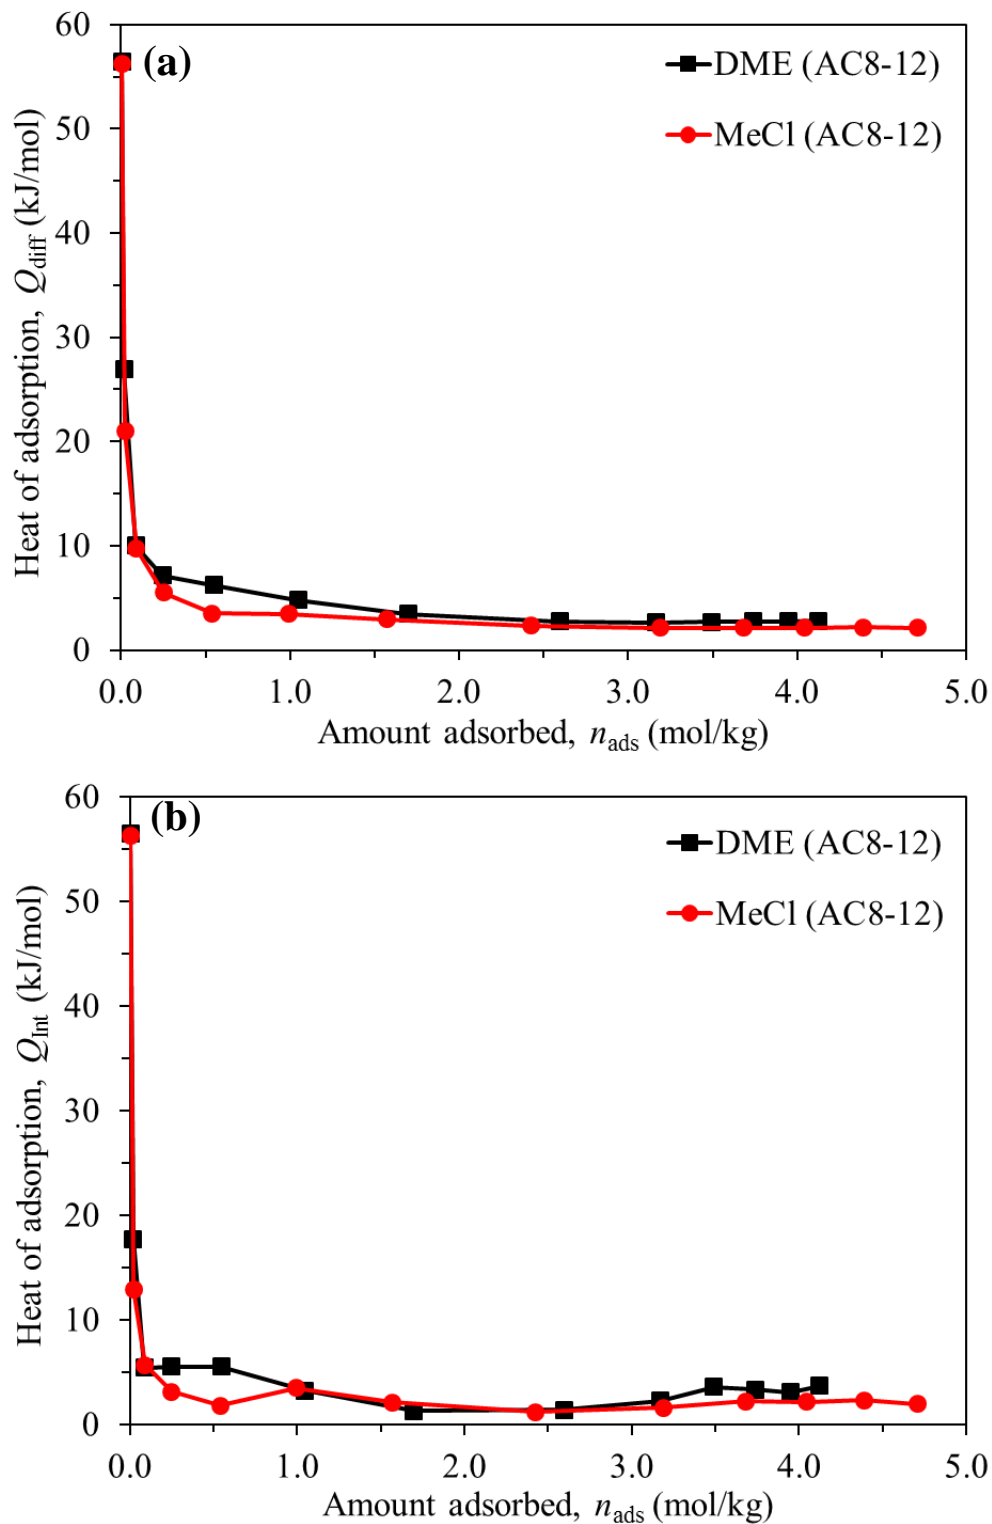 60
(a)
DME (AC8-12)
MeCl (AC8-12)
50
40
30
20
10
0
Heat of adsorption, Qdiff (kJ/mol)
0.0 1.0 2.0 3.0 4.0 5.0
Amount adsorbed, nads (mol/kg)
60
(b)
DME (AC8-12)
MeCl (AC8-12)
50
40
30
20
10
0
Heat of adsorption, QInt (kJ/mol)
0.0 1.0 2.0 3.0 4.0 5.0
Amount adsorbed, nads (mol/kg)